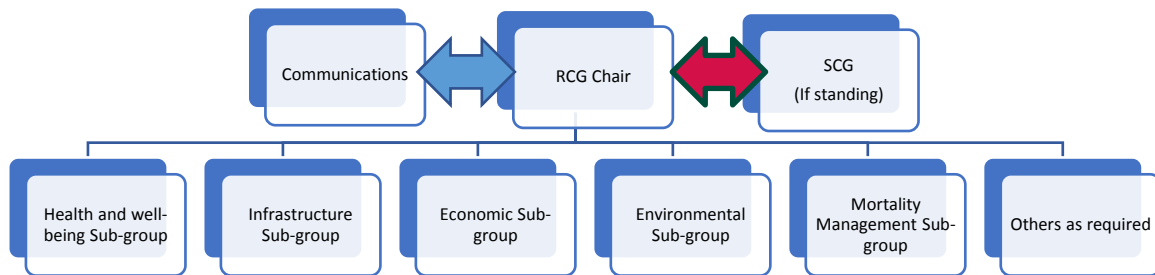 Communications
RCG Chair
SCG
(If standing)
Health and well-
being Sub-group
Infrastructure
Sub-group
Economic Sub-
group
Environmental
Sub-group
Mortality
Management Sub-
group
Others as required